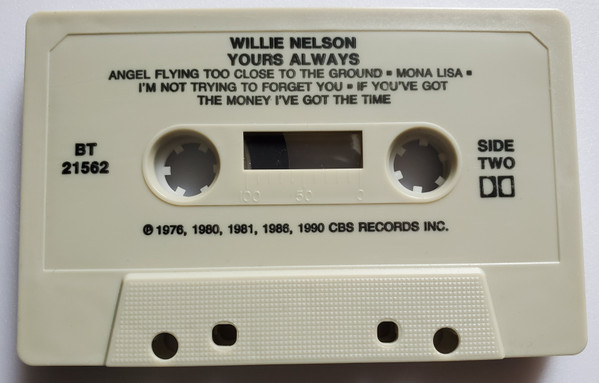 WILLIE NELSON
YOURS ALWAYS
ANGEL FLYING TOO CLOSE TO THE GROUND ▪ MONA LISA ▪
I'M NOT TRYING TO FORGET YOU ▪ IF YOU'VE GOT
THE MONEY I'VE GOT THE TIME
BT
21562
SIDE
TWO
100 50 0
℗ 1976, 1980, 1981, 1986, 1990 CBS RECORDS INC.